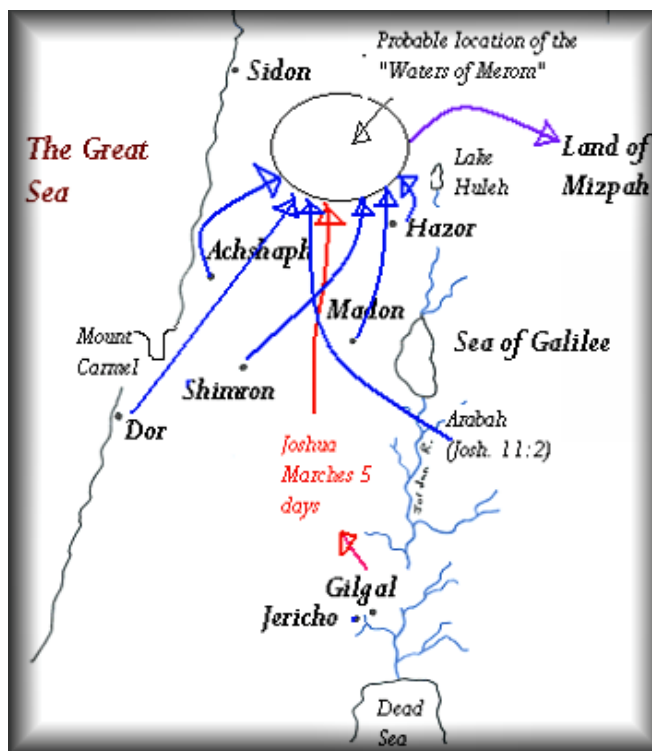 Probable location of the
"Waters of Merom"
Sidon
The Great
Sea
Land of
Mizpah
Lake
Huleh
Hazor
Achshaph
Madon
Mount
Carmel
Sea of Galilee
Shimron
Dor
Arabah
(Josh. 11:2)
Jordan R.
Joshua
Marches 5
days
Gilgal
Jericho
Dead
Sea